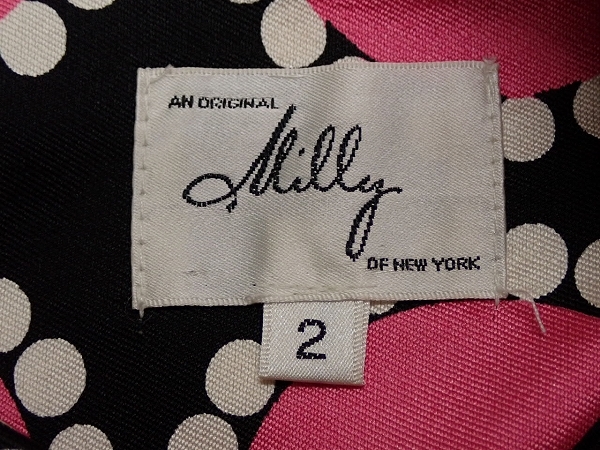 AN ORIGINAL
Milly
OF NEW YORK
2